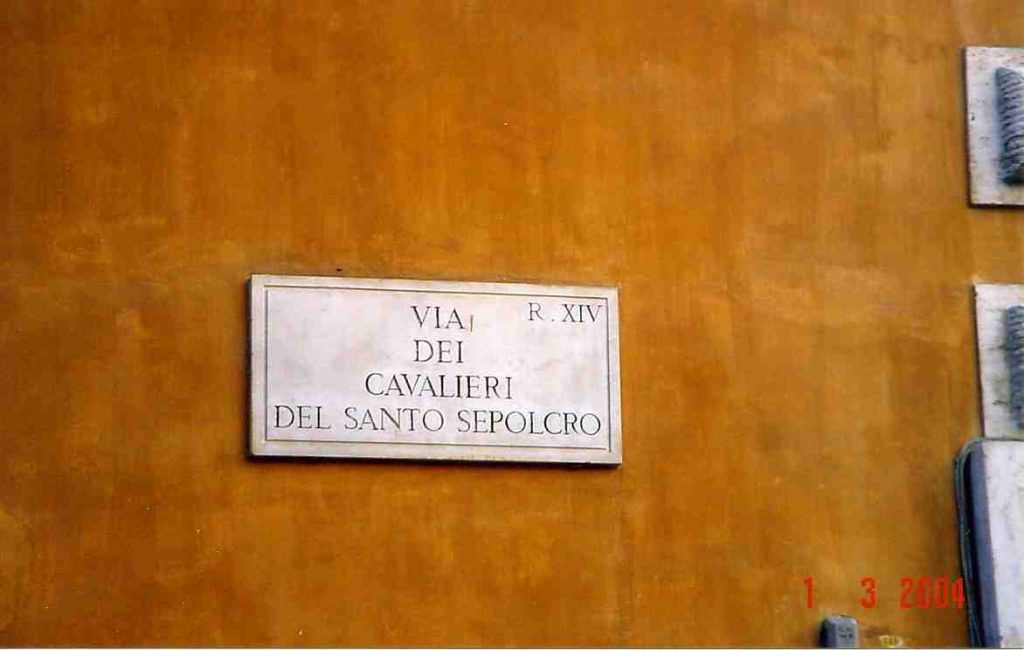 VIA R. XIV
DEI
CAVALIERI
DEL SANTO SEPOLCRO
1 3 2004